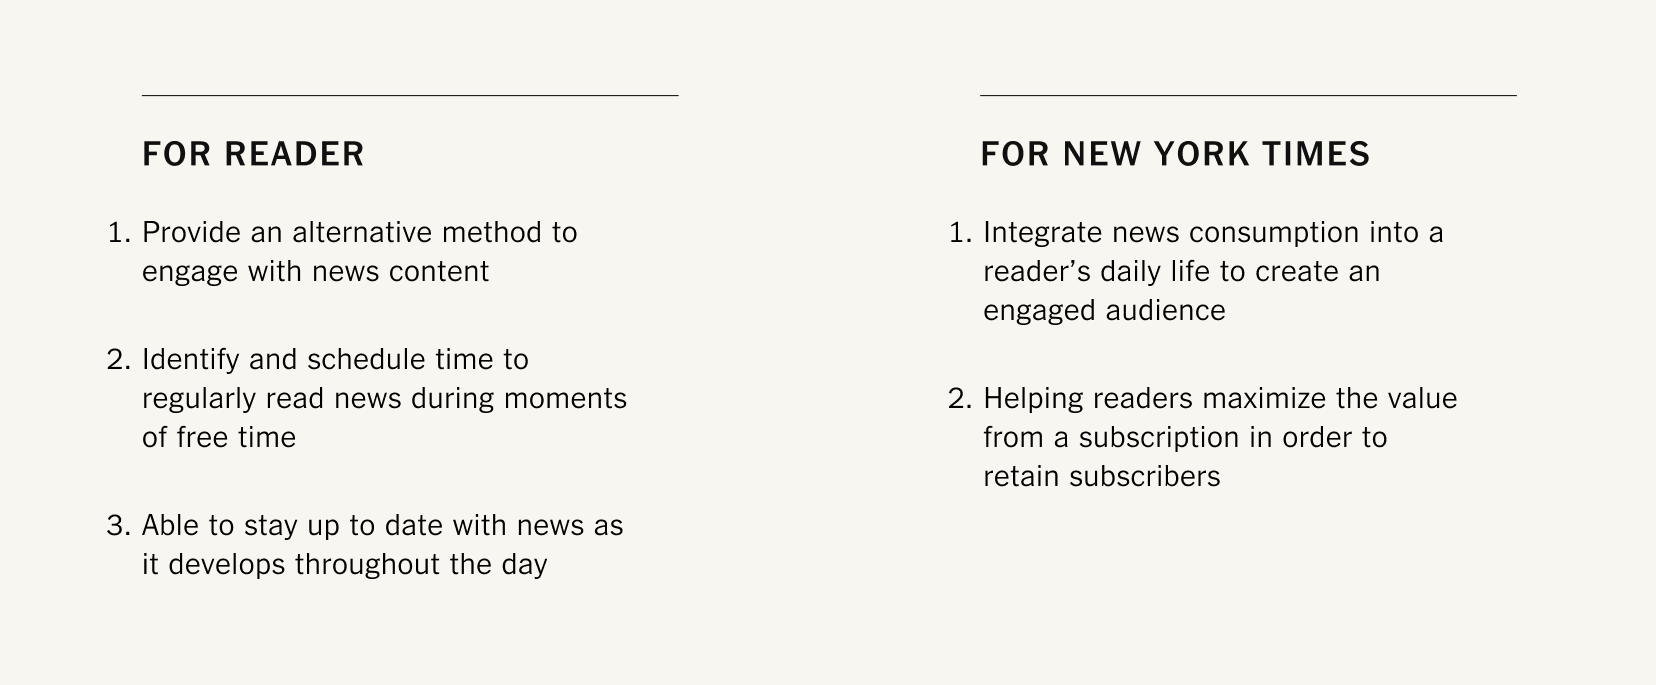 FOR READER
1. Provide an alternative method to
engage with news content
2. Identify and schedule time to
regularly read news during moments
of free time
3. Able to stay up to date with news as
it develops throughout the day
FOR NEW YORK TIMES
1. Integrate news consumption into a
reader’s daily life to create an
engaged audience
2. Helping readers maximize the value
from a subscription in order to
retain subscribers